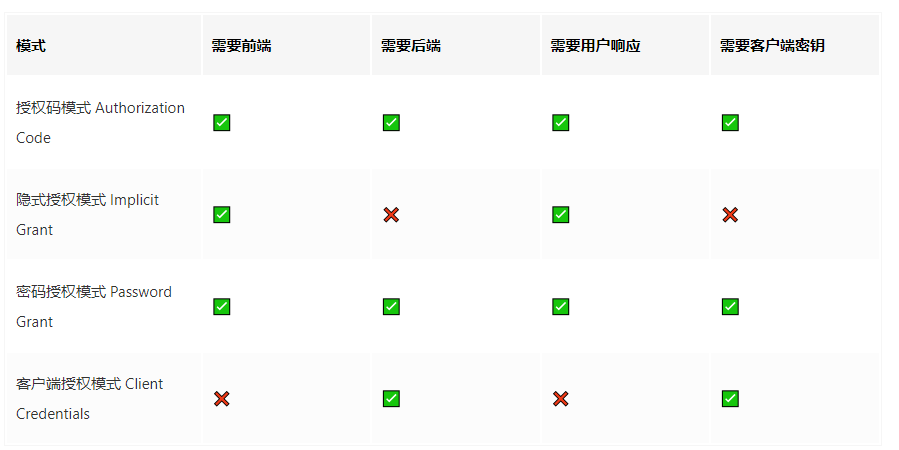 模式 需要前端 需要后端 需要用户响应 需要客户端密钥
授权码模式 Authorization
Code
✅ ✅ ✅ ✅
隐式授权模式 Implicit
Grant
✅ ❌ ✅ ❌
密码授权模式 Password
Grant
✅ ✅ ✅ ✅
客户端授权模式 Client
Credentials
❌ ✅ ❌ ✅